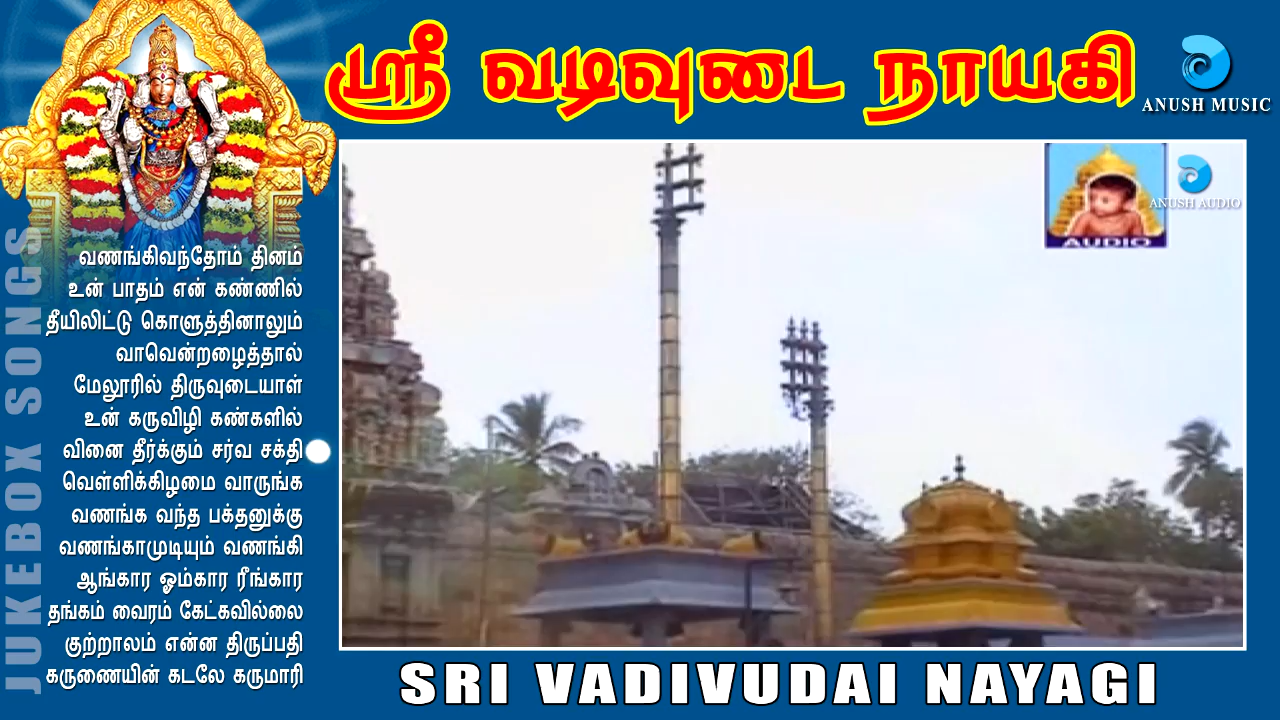 ஸ்ரீ வடிவுடை நாயகி
ANUSH MUSIC
ANUSH AUDIO
AUDIO
JUKEBOX SONGS
வணங்கிவந்தோம் தினம்
உன் பாதம் என் கண்ணில்
தீயிலிட்டு கொளுத்தினாலும்
வாவென்றழைத்தால்
மேலூரில் திருவுடையாள்
உன் கருவிழி கண்களில்
வினை தீர்க்கும் சர்வ சக்தி
வெள்ளிக்கிழமை வாருங்க
வணங்க வந்த பக்தனுக்கு
வணங்காமுடியும் வணங்கி
ஆங்கார ஓம்கார ரீங்கார
தங்கம் வைரம் கேட்கவில்லை
குற்றாலம் என்ன திருப்பதி
கருணையின் கடலே கருமாரி
SRI VADIVUDAI NAYAGI